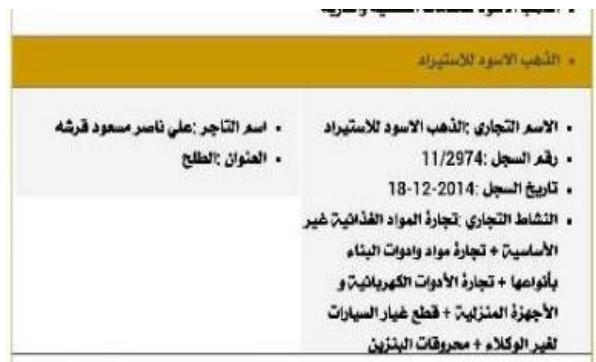 الذهب الاسود للاستيراد
الاسم التجاري :الذهب الاسود للاستيراد
رقم السجل :11/2974
تاريخ السجل :2014-12-18
النشاط التجاري :تجارة المواد الغذائية غير
الأساسية + تجارة مواد وادوات البناء
بأنواعها + تجارة الأدوات الكهربائية و
الأجهزة المنزلية + قطع غيار السيارات
لغير الوكلاء + محروقات البنزين
اسم التاجر :علي ناصر مسعود قرشه
العنوان :الطلح